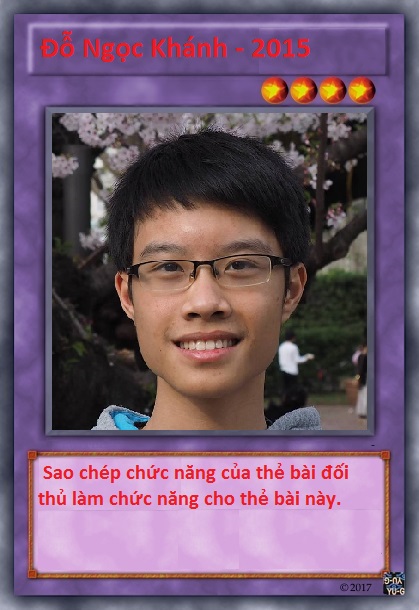 Đỗ Ngọc Khánh - 2015
Sao chép chức năng của thẻ bài đối
thủ làm chức năng cho thẻ bài này.
©2017
YU-G